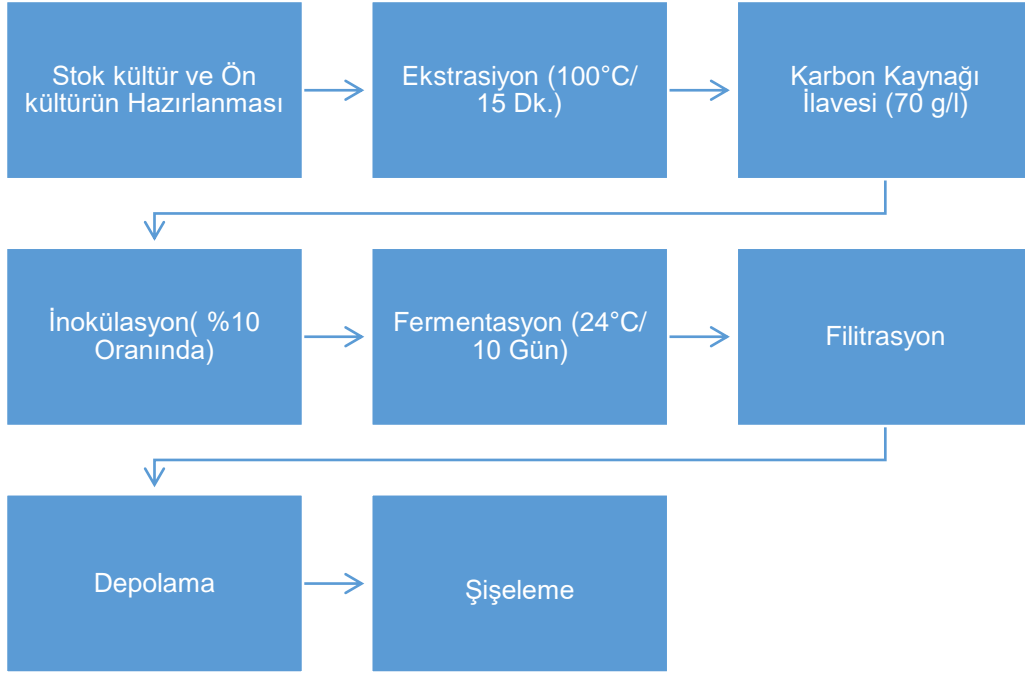 Stok kültür ve Ön
kültürün Hazırlanması
Ekstrasiyon (100°C/
15 Dk.)
Karbon Kaynağı
İlavesi (70 g/l)
İnokülasyon( %10
Oranında)
Fermentasyon (24°C/
10 Gün)
Filitrasyon
Depolama
Şişeleme